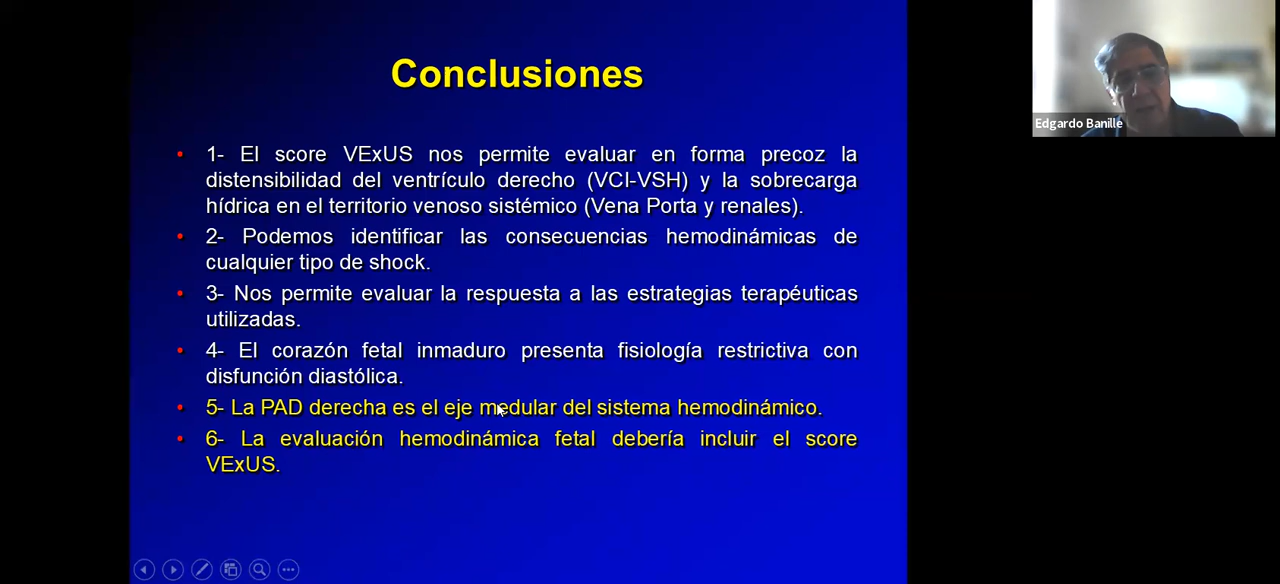 Conclusiones
Edgardo Banille
• 1- El score VExUS nos permite evaluar en forma precoz la
distensibilidad del ventrículo derecho (VCI-VSH) y la sobrecarga
hídrica en el territorio venoso sistémico (Vena Porta y renales).
• 2- Podemos identificar las consecuencias hemodinámicas de
cualquier tipo de shock.
• 3- Nos permite evaluar la respuesta a las estrategias terapéuticas
utilizadas.
• 4- El corazón fetal inmaduro presenta fisiología restrictiva con
disfunción diastólica.
• 5- La PAD derecha es el eje medular del sistema hemodinámico.
• 6- La evaluación hemodinámica fetal debería incluir el score
VExUS.